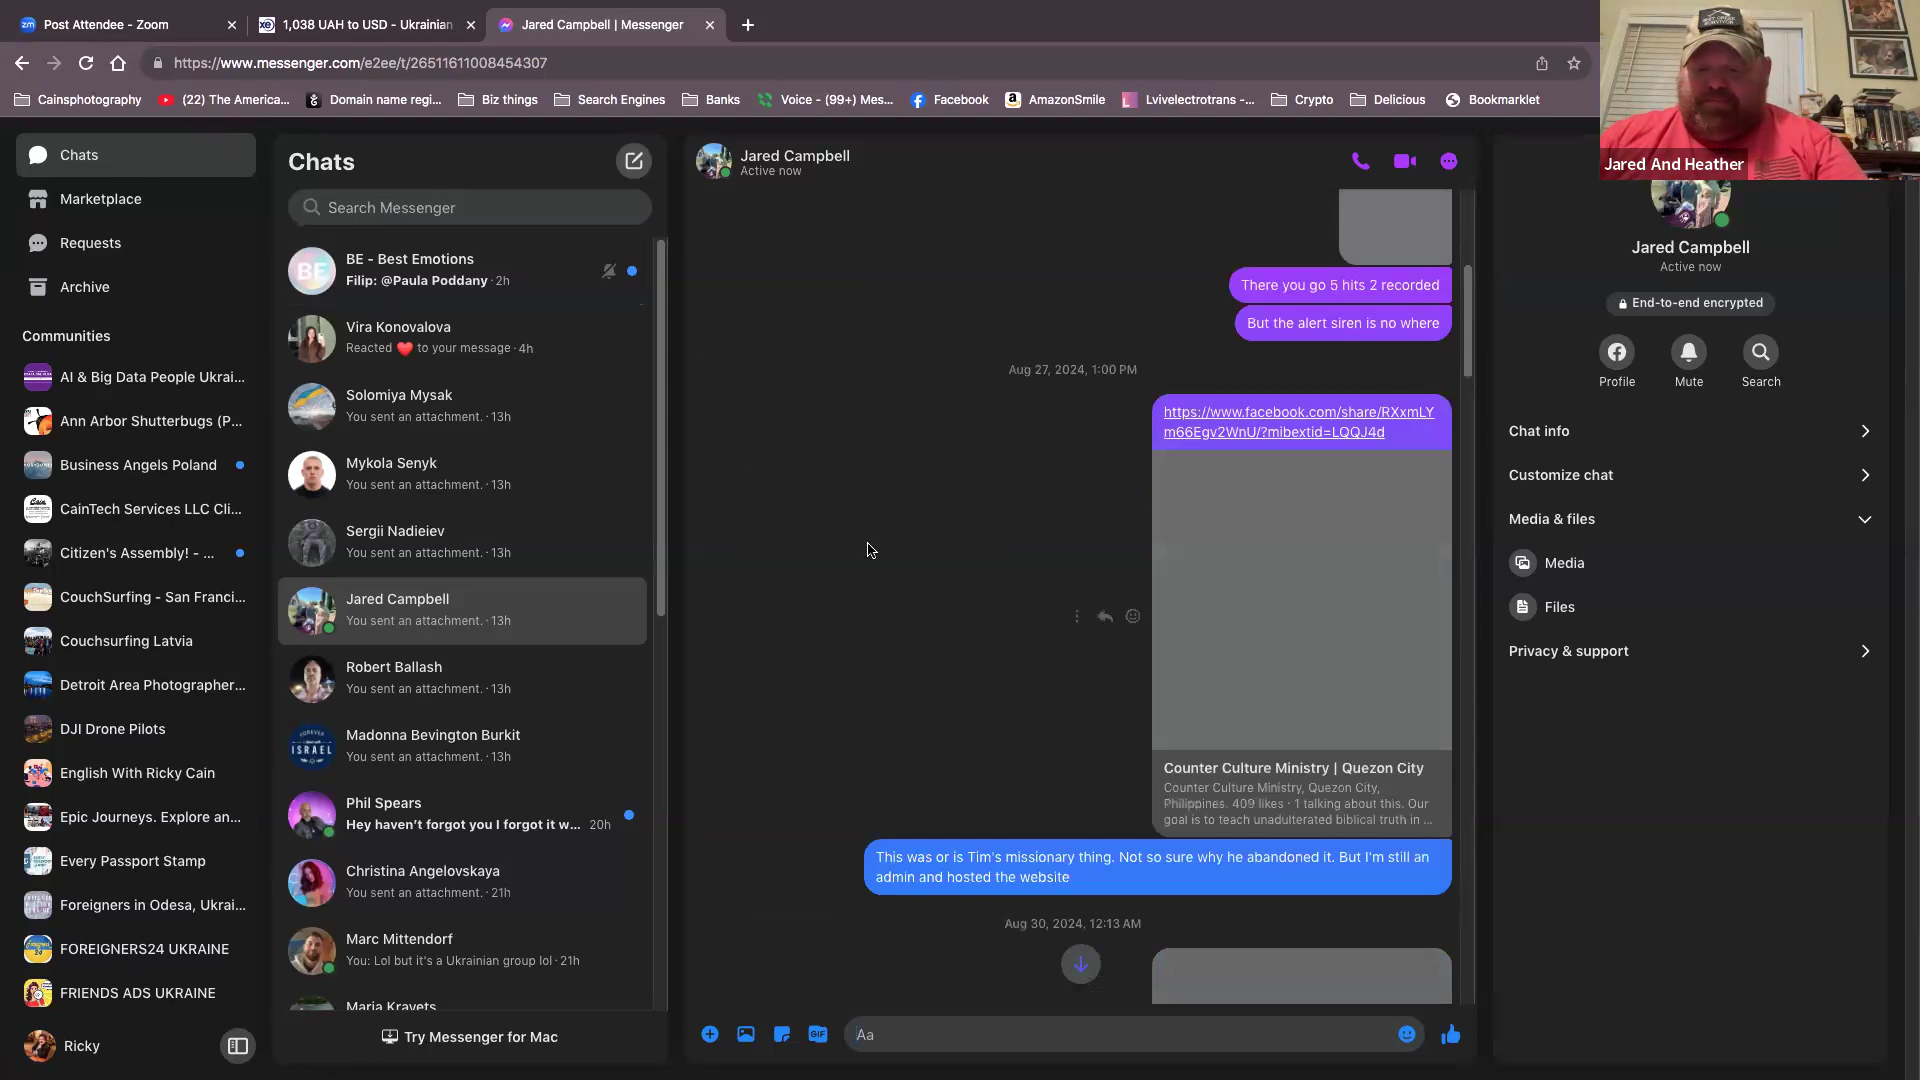 Post Attendee - Zoom
1,038 UAH to USD - Ukrainian
Jared Campbell | Messenger
https://www.messenger.com/e2ee/t/26511611008454307
Cainsphotography
(22) The America...
Domain name regi...
Biz things
Search Engines
Banks
Voice - (99+) Mes...
Facebook
AmazonSmile
Lvivelectrotrans -...
Crypto
Delicious
Bookmarklet
Jared And Heather
Chats
Marketplace
Requests
Archive
Communities
AI & Big Data People Ukrai...
Ann Arbor Shutterbugs (P...
Business Angels Poland
CainTech Services LLC Cli...
Citizen's Assembly! - ...
CouchSurfing - San Franci...
Couchsurfing Latvia
Detroit Area Photographer...
DJI Drone Pilots
English With Ricky Cain
Epic Journeys. Explore an...
Every Passport Stamp
Foreigners in Odesa, Ukrai...
FOREIGNERS24 UKRAINE
FRIENDS ADS UKRAINE
Ricky
Chats
Search Messenger
BE
BE - Best Emotions
Filip: @Paula Poddany · 2h
Vira Konovalova
Reacted ❤️ to your message · 4h
Solomiya Mysak
You sent an attachment. · 13h
Mykola Senyk
You sent an attachment. · 13h
Sergii Nadieiev
You sent an attachment. · 13h
Jared Campbell
You sent an attachment. · 13h
Robert Ballash
You sent an attachment. · 13h
ISRAEL
Madonna Bevington Burkit
You sent an attachment. · 13h
Phil Spears
Hey haven't forgot you I forgot it w... 20h
Christina Angelovskaya
You sent an attachment. · 21h
Marc Mittendorf
You: Lol but it's a Ukrainian group lol · 21h
Maria Kravets
Try Messenger for Mac
Jared Campbell
Active now
There you go 5 hits 2 recorded
But the alert siren is no where
Aug 27, 2024, 1:00 PM
https://www.facebook.com/share/RXxmLY
m66Egv2WnU/?mibextid=LQQJ4d
Counter Culture Ministry | Quezon City
Counter Culture Ministry, Quezon City,
Philippines. 409 likes · 1 talking about this. Our
goal is to teach unadulterated biblical truth in ...
This was or is Tim's missionary thing. Not so sure why he abandoned it. But I'm still an
admin and hosted the website
Aug 30, 2024, 12:13 AM
GIF
Aa
Jared Campbell
Active now
End-to-end encrypted
Profile
Mute
Search
Chat info
Customize chat
Media & files
Media
Files
Privacy & support